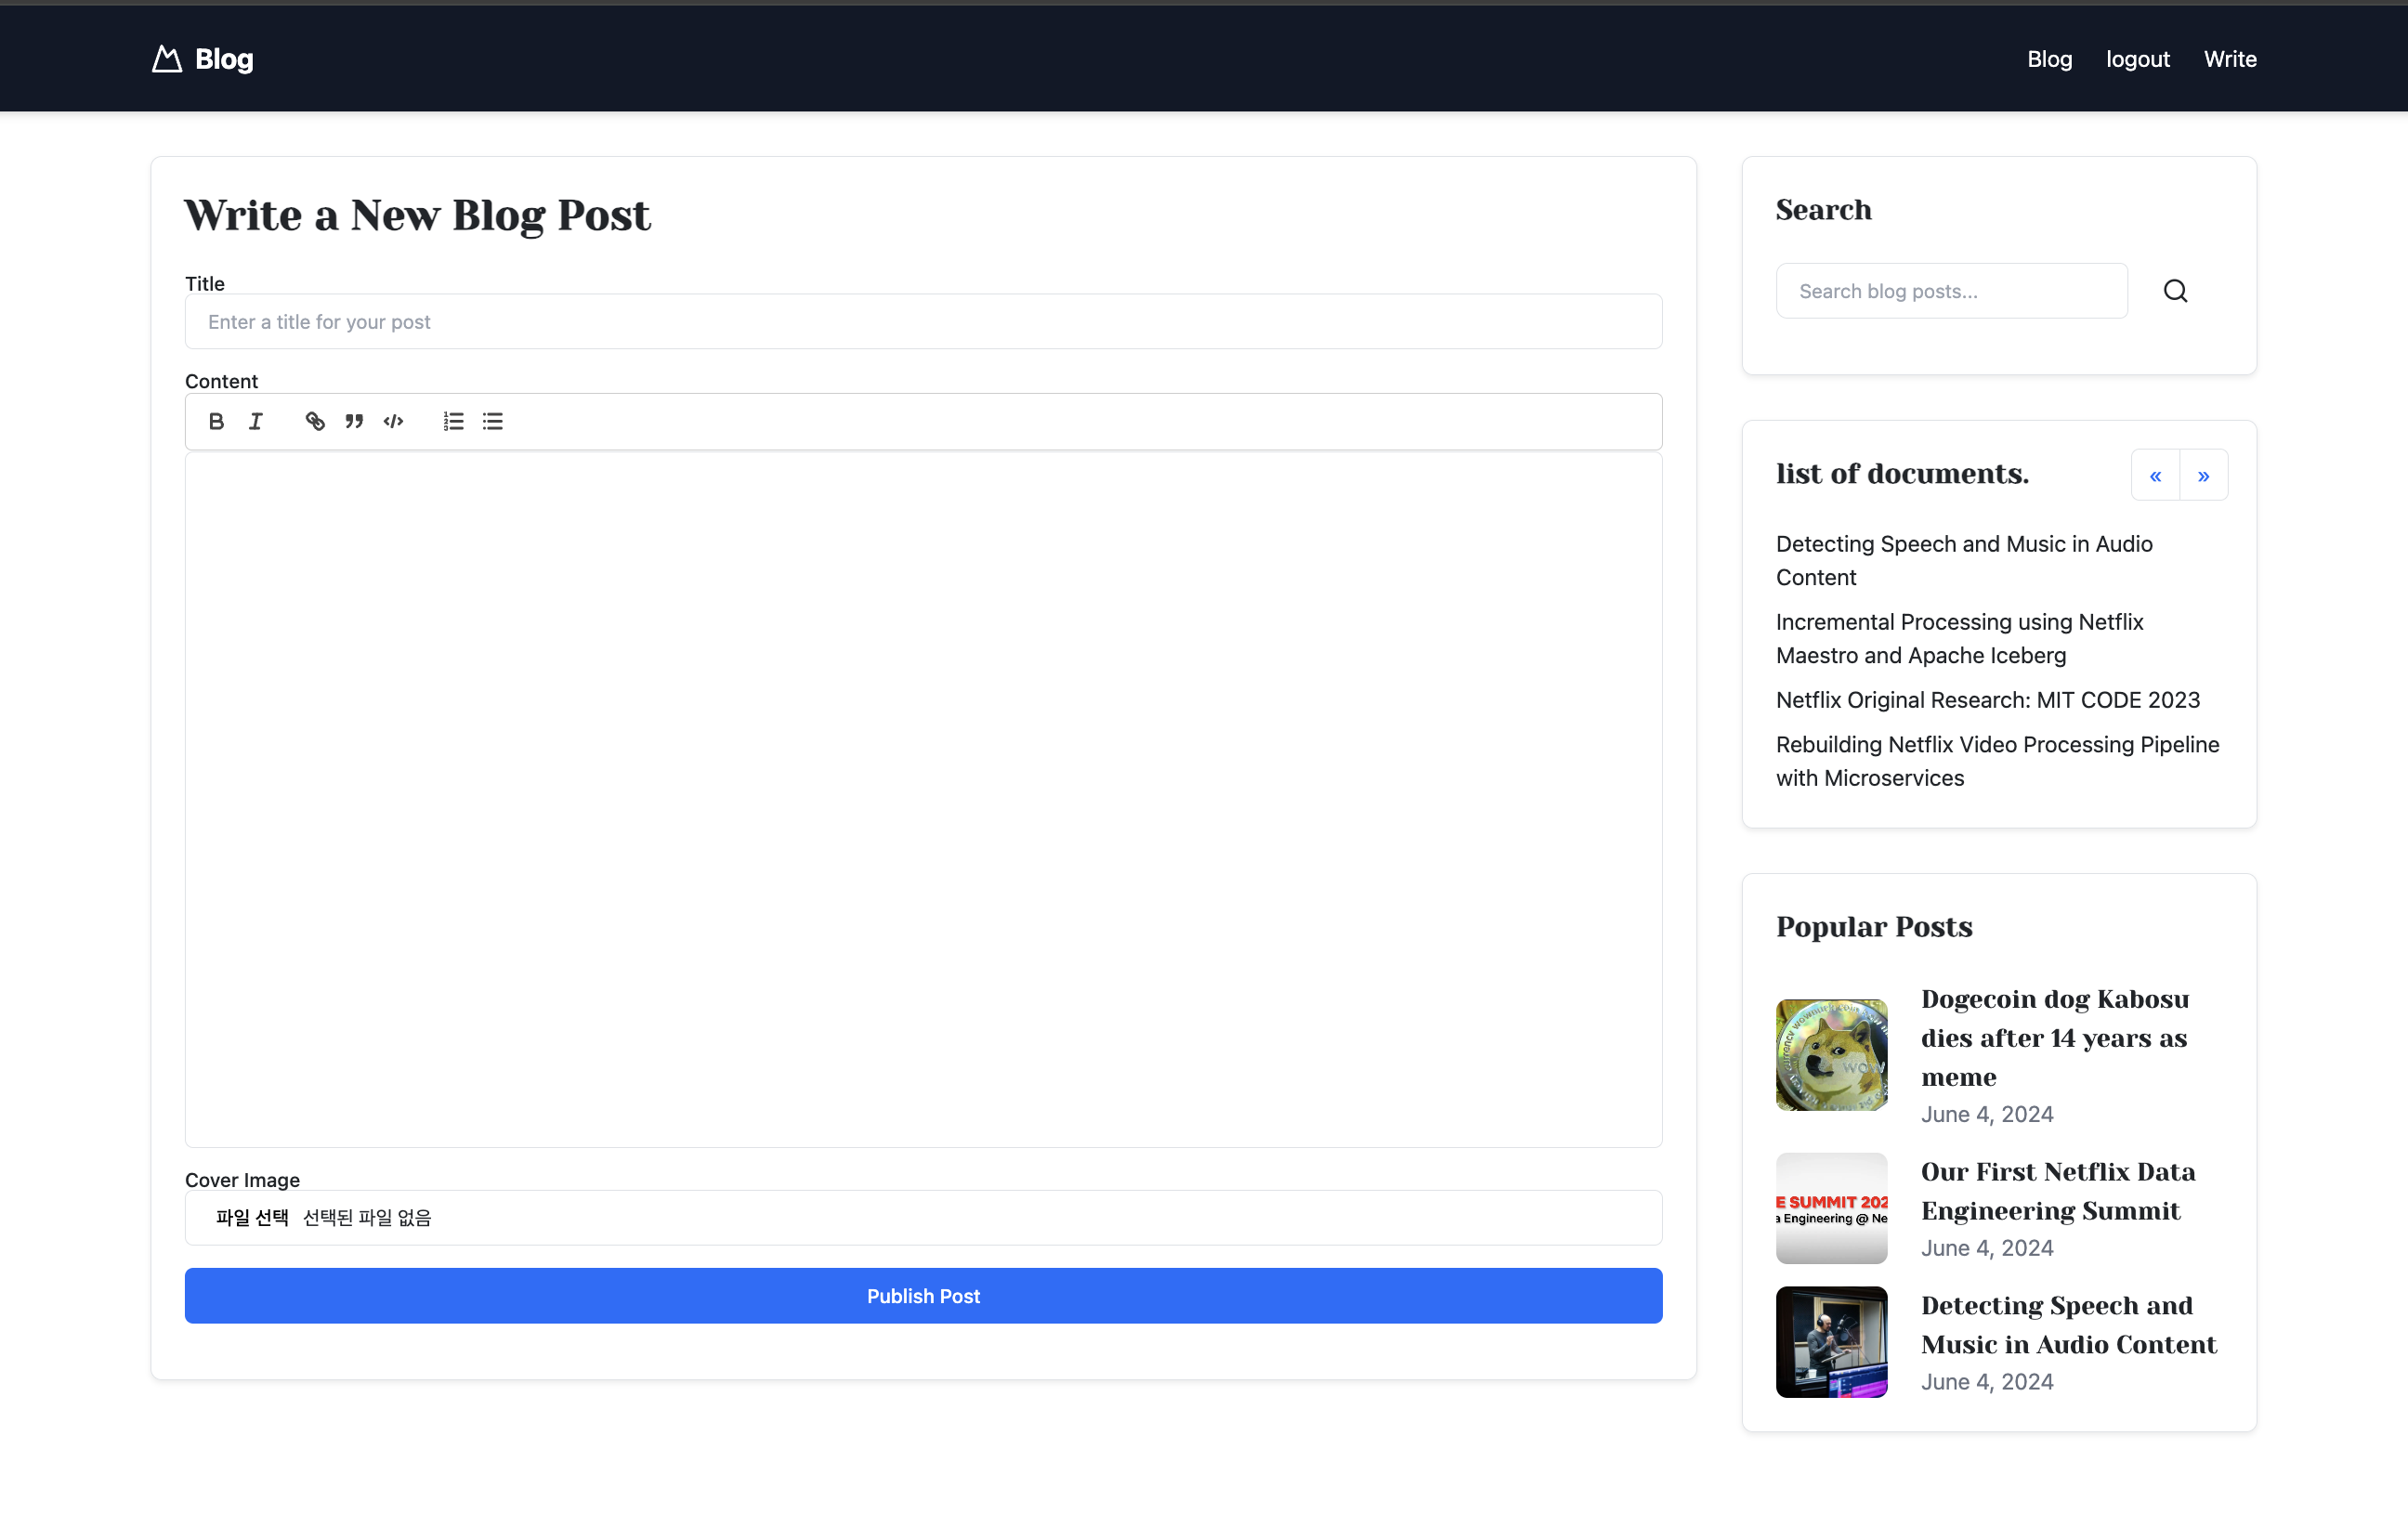 Blog
Blog logout Write
Write a New Blog Post
Title
Enter a title for your post
Content
Cover Image
파일 선택 선택된 파일 없음
Publish Post
Search
Search blog posts...
list of documents.
« »
Detecting Speech and Music in Audio
Content
Incremental Processing using Netflix
Maestro and Apache Iceberg
Netflix Original Research: MIT CODE 2023
Rebuilding Netflix Video Processing Pipeline
with Microservices
Popular Posts
WOW
Dogecoin dog Kabosu
dies after 14 years as
meme
June 4, 2024
E SUMMIT 202
a Engineering @ Ne
Our First Netflix Data
Engineering Summit
June 4, 2024
Detecting Speech and
Music in Audio Content
June 4, 2024